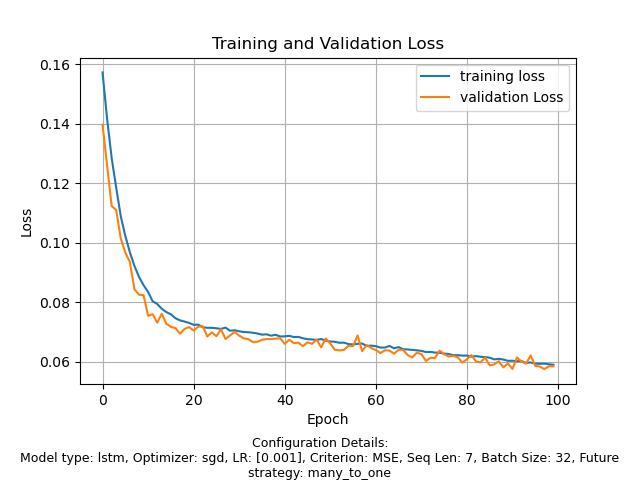 Training and Validation Loss
training loss
validation Loss
0.16
0.14
0.12
0.10
0.08
0.06
Loss
0
20
40
60
80
100
Epoch
Configuration Details:
Model type: lstm, Optimizer: sgd, LR: [0.001], Criterion: MSE, Seq Len: 7, Batch Size: 32, Future
strategy: many_to_one